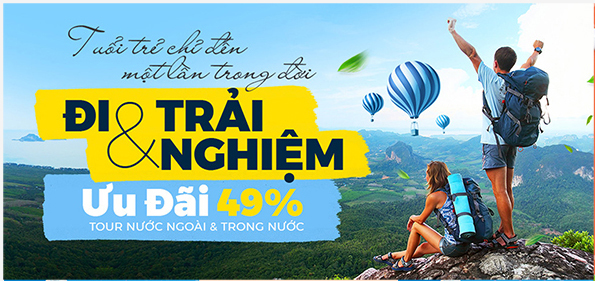 Tuổi trẻ chỉ đến
một lần trong đời
ĐI & TRẢI
NGHIỆM
Ưu Đãi 49%
TOUR NƯỚC NGOÀI & TRONG NƯỚC